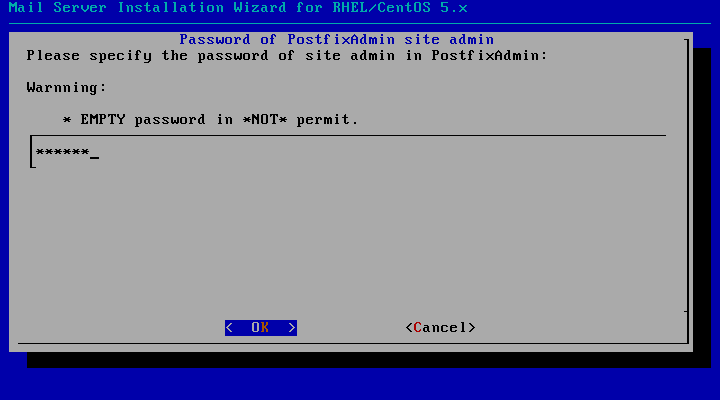 Mail Server Installation Wizard for RHEL/CentOS 5.x
Password of PostfixAdmin site admin
Please specify the password of site admin in PostfixAdmin:
Warnning:
* EMPTY password in *NOT* permit.
******_
< OK > <Cancel>